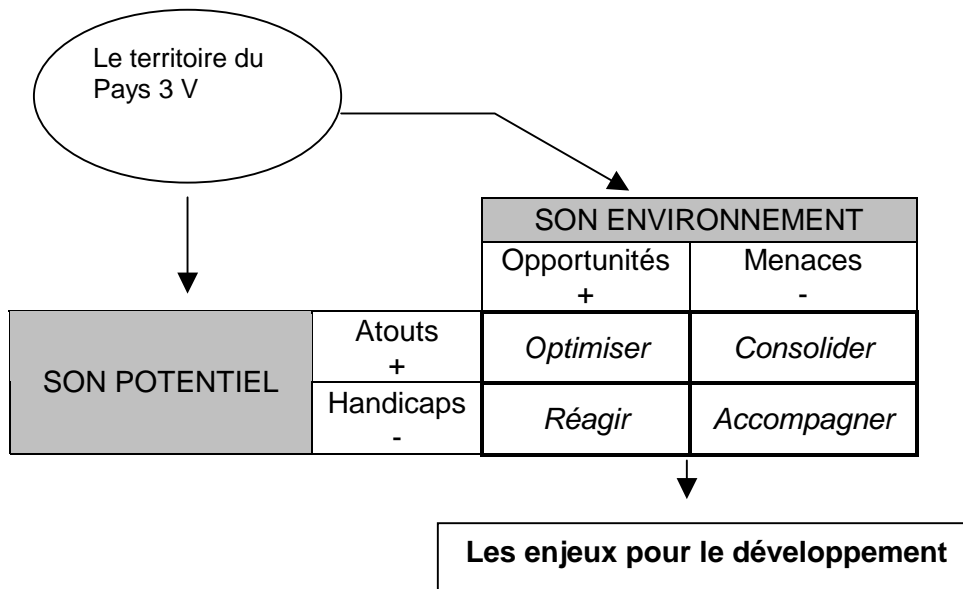 Le territoire du
Pays 3 V
SON ENVIRONNEMENT
Opportunités
+
Menaces
-
SON POTENTIEL
Atouts
+
Optimiser
Consolider
Handicaps
-
Réagir
Accompagner
Les enjeux pour le développement